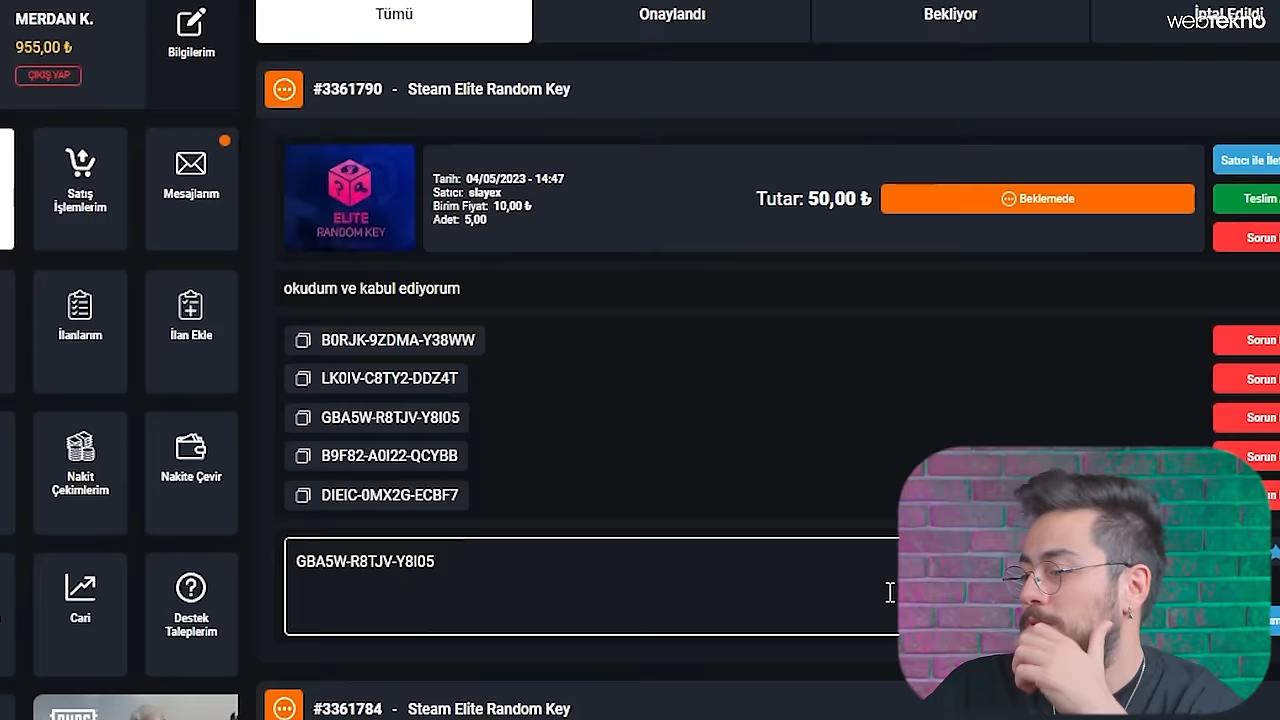 MERDAN K.
955,00 ₺
ÇIKIŞ YAP
Bilgilerim
Satış
İşlemlerim
Mesajlarım
İlanlarım
İlan Ekle
Nakit
Çekimlerim
Nakite Çevir
Cari
Destek
Taleplerim
Tümü
Onaylandı
Bekliyor
İptal Edildi
webtekno
#3361790 - Steam Elite Random Key
ELITE
RANDOM KEY
Tarih: 04/05/2023 - 14:47
Satıcı: slayex
Birim Fiyat: 10,00 ₺
Adet: 5,00
Tutar: 50,00 ₺
Beklemede
Satıcı ile İle
Teslim
Sorun
okudum ve kabul ediyorum
B0RJK-9ZDMA-Y38WW
Sorun
LK0IV-C8TY2-DDZ4T
Sorun
GBA5W-R8TJV-Y8I05
Sorun
B9F82-A0I22-QCYBB
Sorun
DIEIC-0MX2G-ECBF7
GBA5W-R8TJV-Y8I05
#3361784 - Steam Elite Random Key